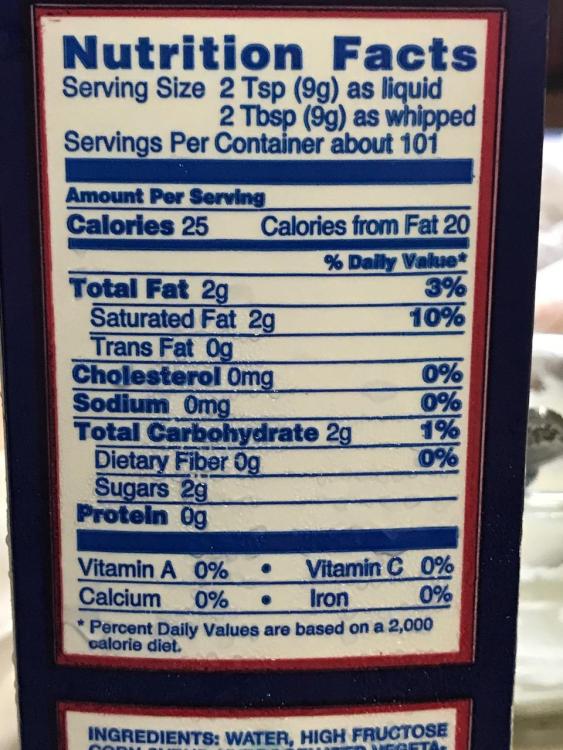 Nutrition Facts
Serving Size 2 Tsp (9g) as liquid
2 Tbsp (9g) as whipped
Servings Per Container about 101
Amount Per Serving
Calories 25 Calories from Fat 20
% Daily Value*
Total Fat 2g 3%
Saturated Fat 2g 10%
Trans Fat 0g
Cholesterol 0mg 0%
Sodium 0mg 0%
Total Carbohydrate 2g 1%
Dietary Fiber 0g 0%
Sugars 2g
Protein 0g
Vitamin A 0% • Vitamin C 0%
Calcium 0% • Iron 0%
* Percent Daily Values are based on a 2,000
calorie diet.
INGREDIENTS: WATER, HIGH FRUCTOSE